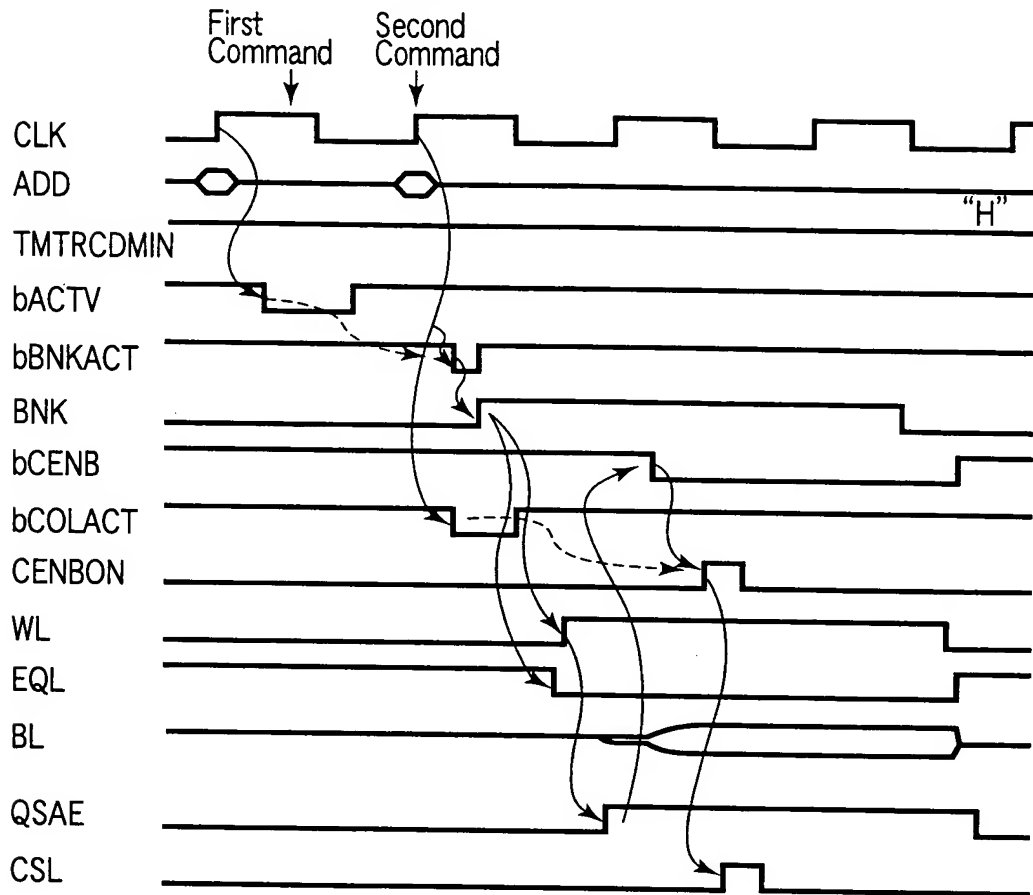 First Command
Second Command
CLK
ADD
"H"
TMTRCDMIN
bACTV
bBNKACT
BNK
bCENB
bCOLACT
CENBON
WL
EQL
BL
QSAE
CSL